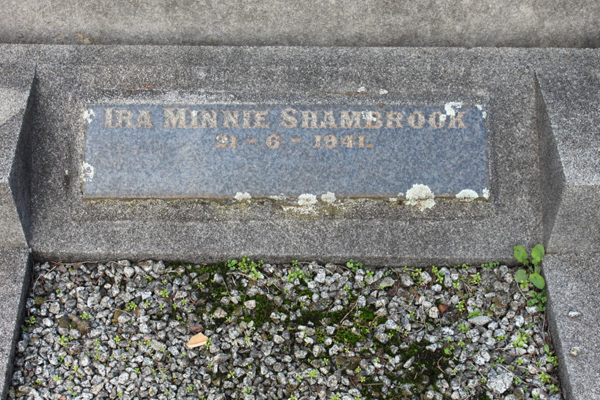 IRA MINNIE SHAMBROOK
21 - 6 - 1941.